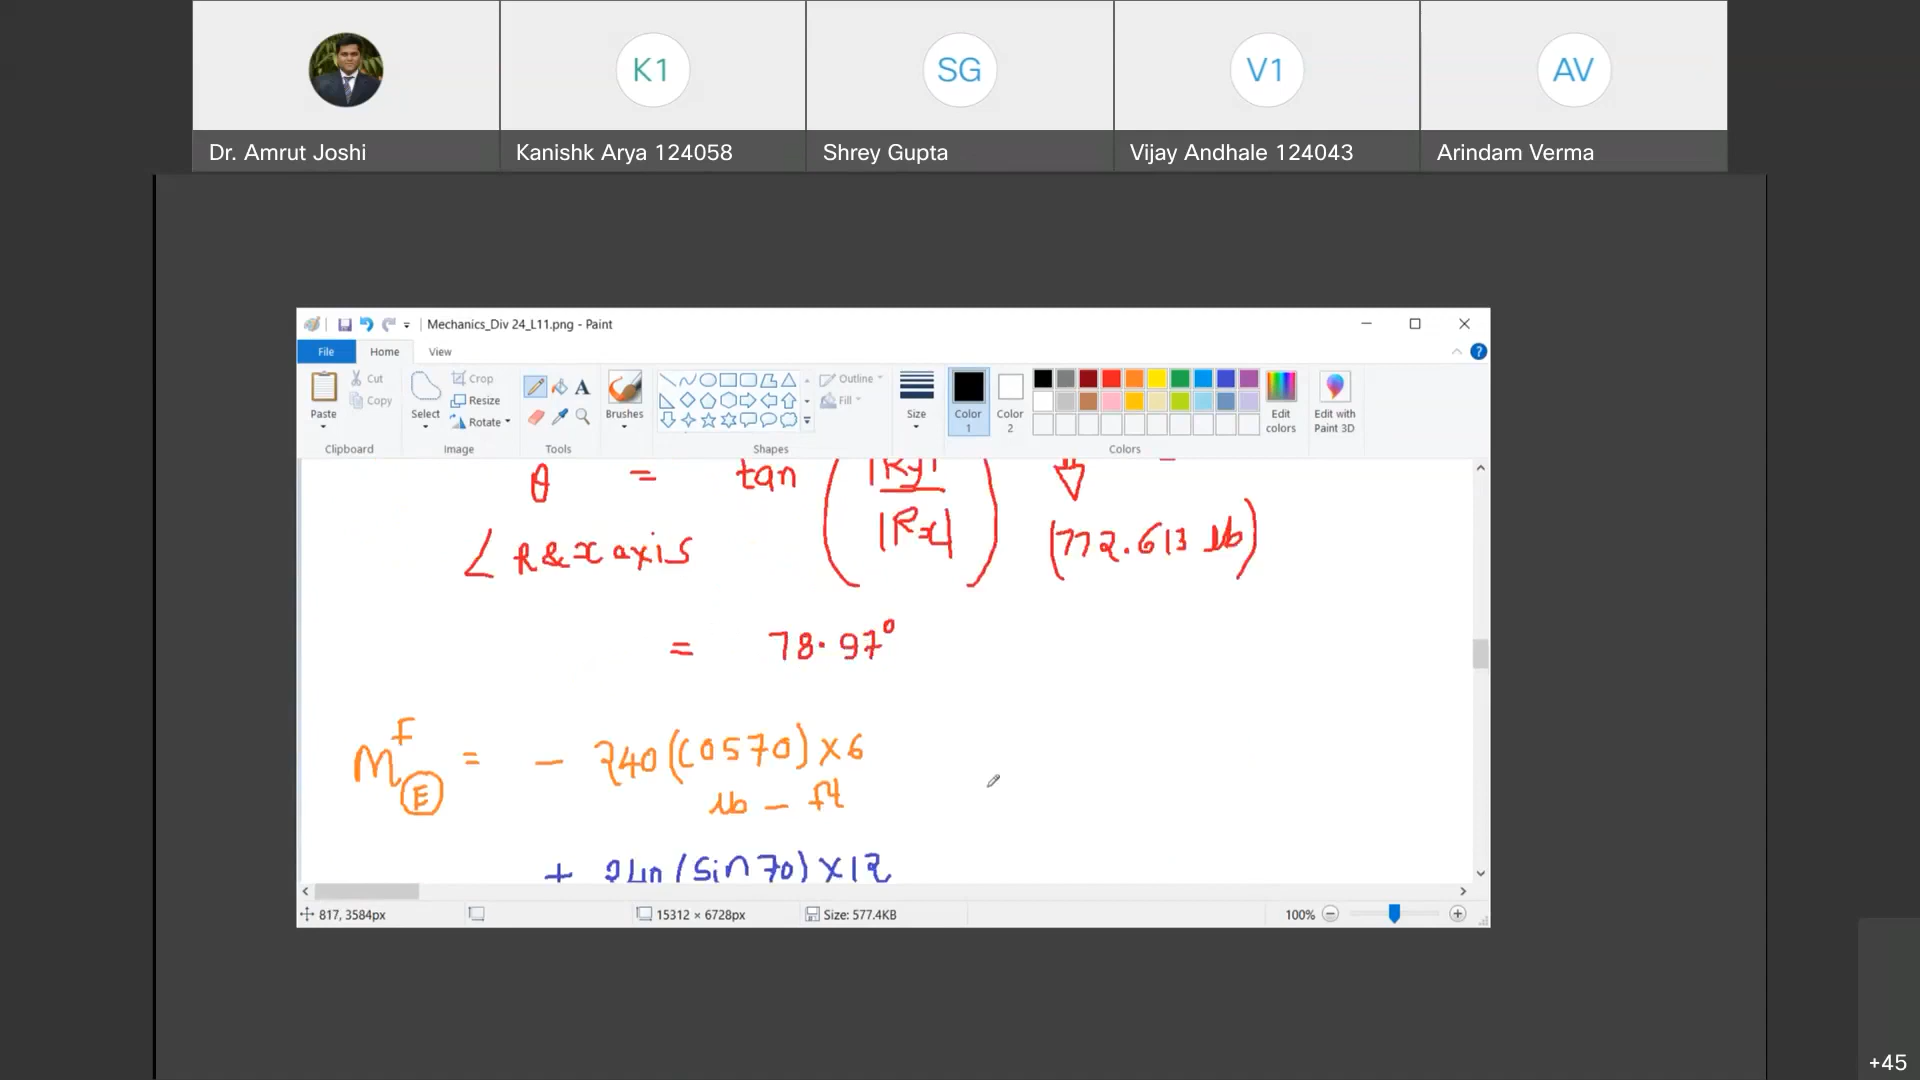 K1 SG V1 AV
Dr. Amrut Joshi Kanishk Arya 124058 Shrey Gupta Vijay Andhale 124043 Arindam Verma
Mechanics_Div 24_L11.png - Paint
File Home View
Paste Cut Copy Select Crop Resize Rotate A Brushes Outline Fill Size Color 1 Color 2 Edit colors Edit with Paint 3D
Clipboard Image Tools Shapes Colors
θ = tan ( |Ry| / |Rx| )
∠ R & x axis (772.613 lb)
= 78.97°
M F E = - 240 (cos70) x 6
lb - ft
+ 240 (sin 70) x 12
817, 3584px 15312 × 6728px Size: 577.4KB 100%
+45